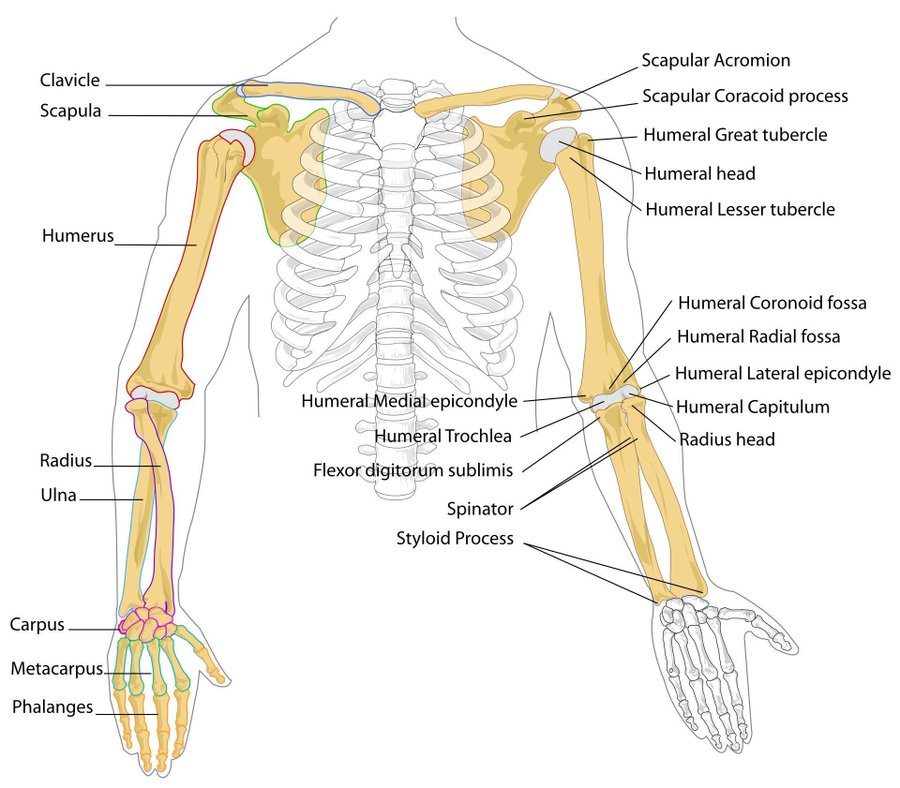 Clavicle
Scapula
Humerus
Radius
Ulna
Carpus
Metacarpus
Phalanges
Scapular Acromion
Scapular Coracoid process
Humeral Great tubercle
Humeral head
Humeral Lesser tubercle
Humeral Coronoid fossa
Humeral Radial fossa
Humeral Lateral epicondyle
Humeral Capitulum
Radius head
Humeral Medial epicondyle
Humeral Trochlea
Flexor digitorum sublimis
Spinator
Styloid Process